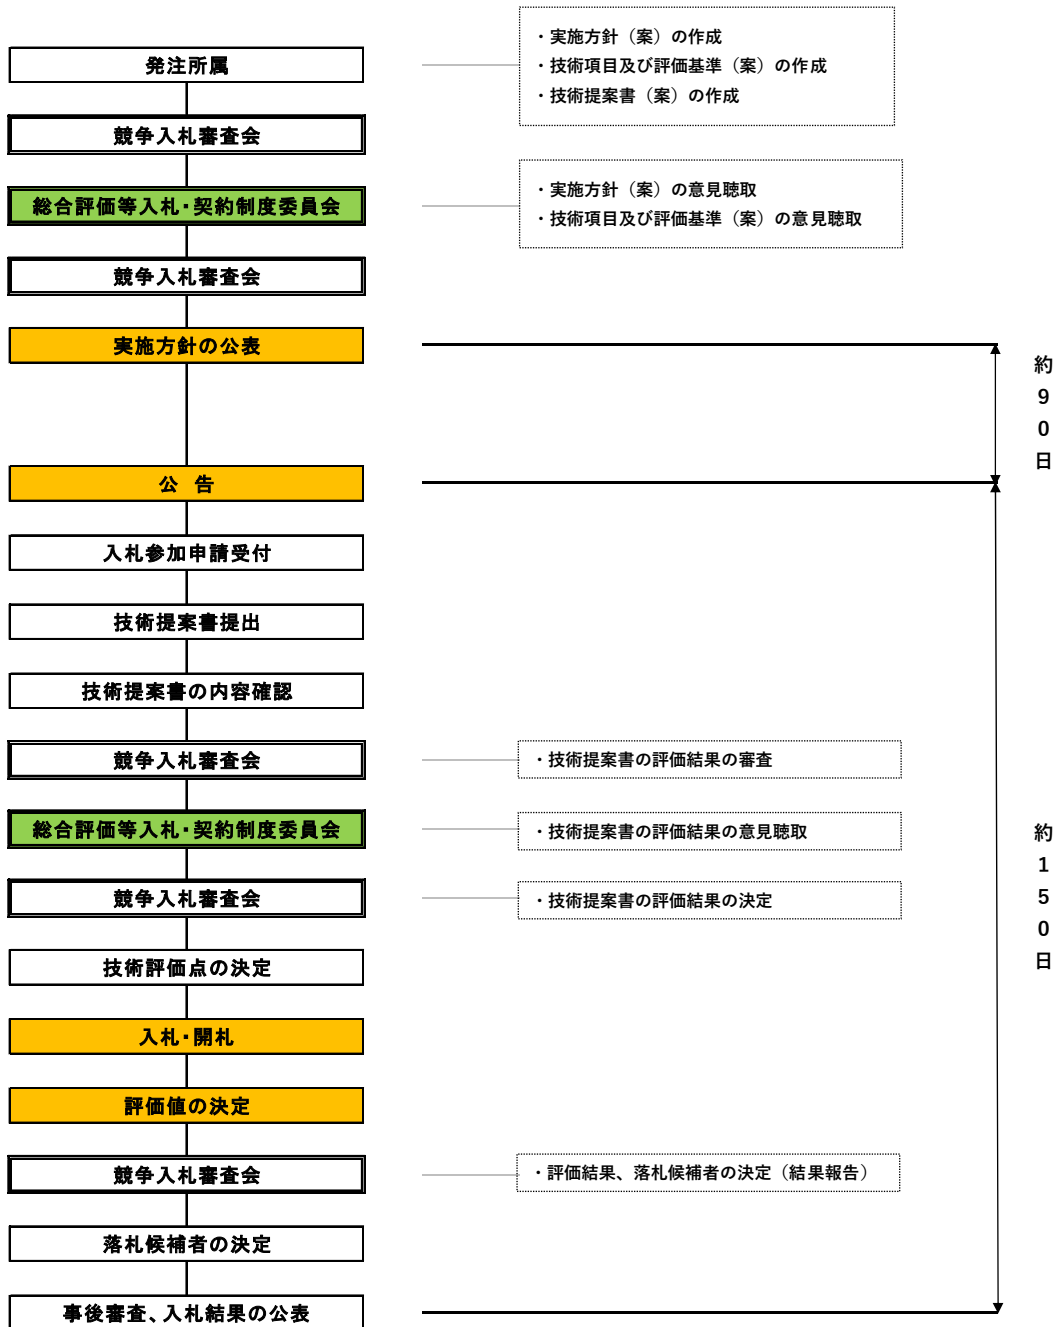 発注所属
・実施方針（案）の作成
・技術項目及び評価基準（案）の作成
・技術提案書（案）の作成
競争入札審査会
総合評価等入札・契約制度委員会
・実施方針（案）の意見聴取
・技術項目及び評価基準（案）の意見聴取
競争入札審査会
実施方針の公表
約90日
公 告
入札参加申請受付
技術提案書提出
技術提案書の内容確認
競争入札審査会
・技術提案書の評価結果の審査
総合評価等入札・契約制度委員会
・技術提案書の評価結果の意見聴取
約150日
競争入札審査会
・技術提案書の評価結果の決定
技術評価点の決定
入札・開札
評価値の決定
競争入札審査会
・評価結果、落札候補者の決定（結果報告）
落札候補者の決定
事後審査、入札結果の公表